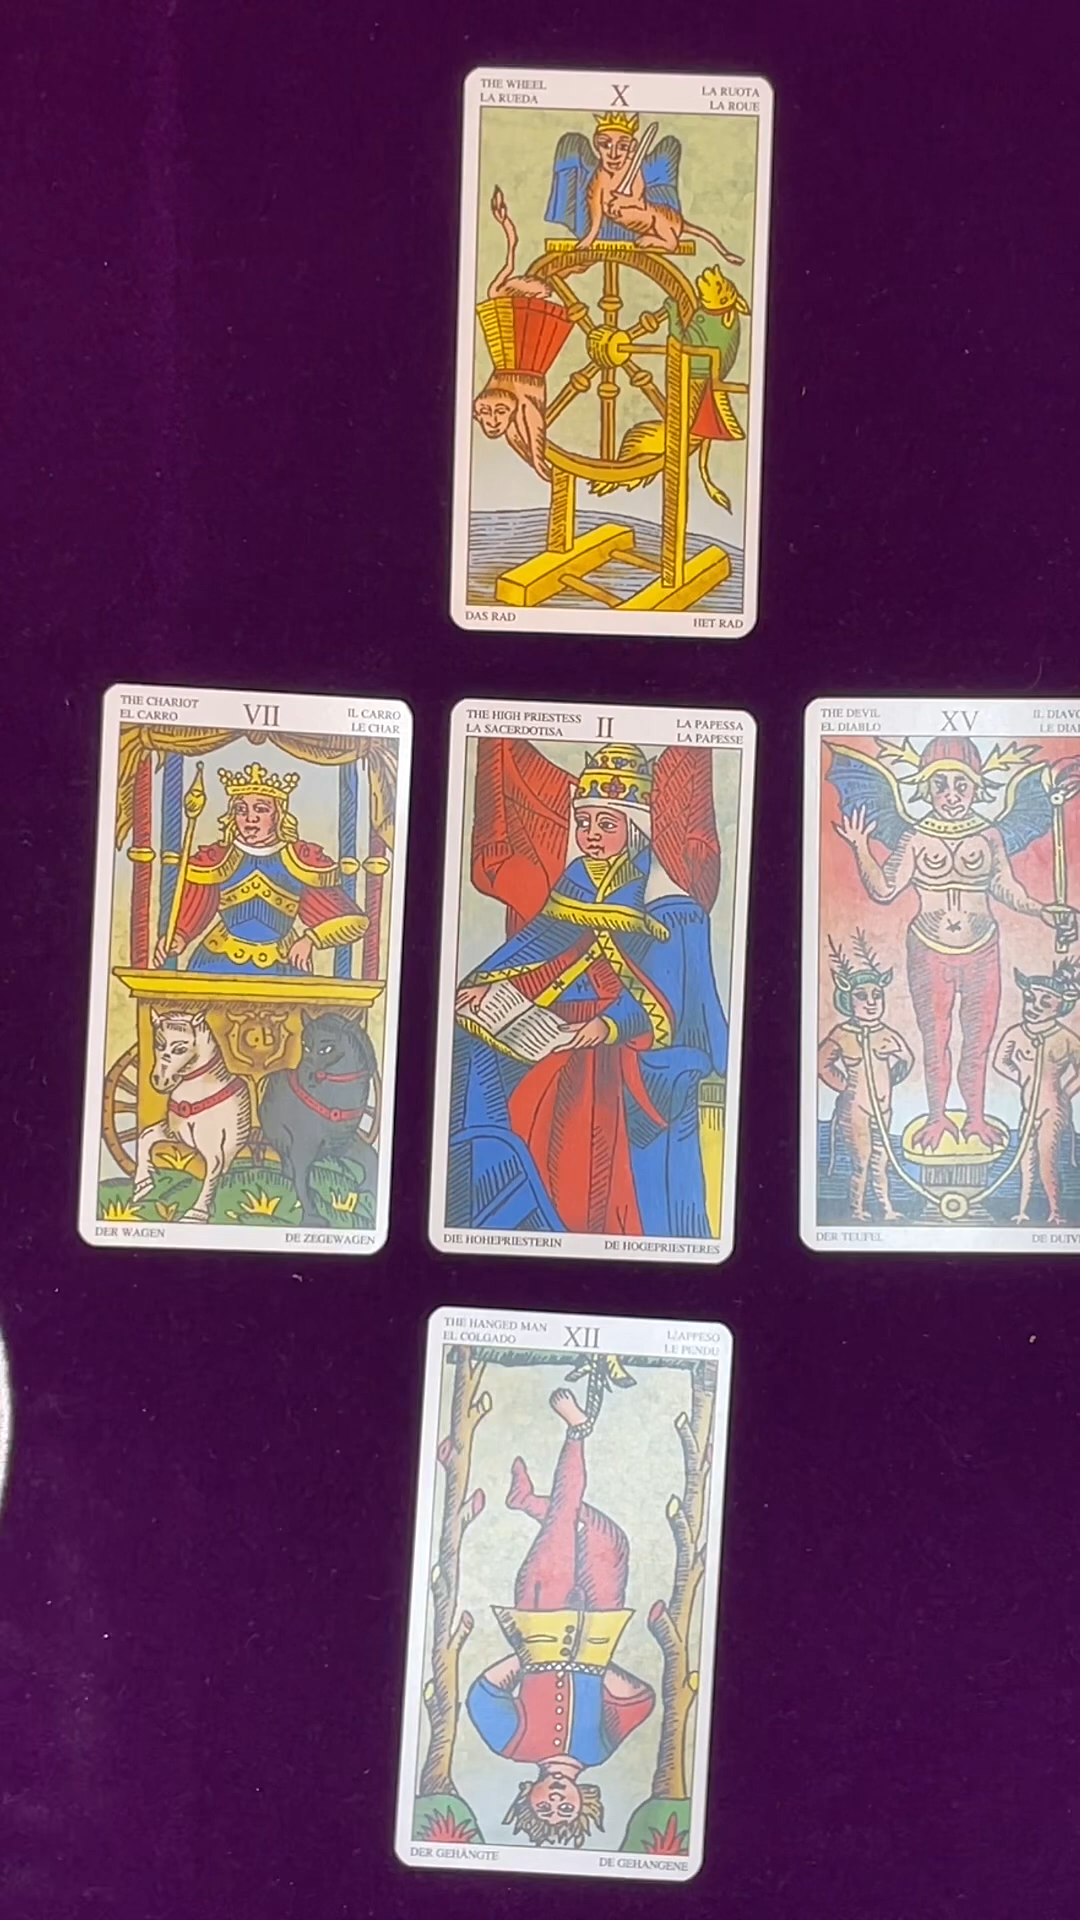 THE WHEEL
LA RUEDA
X
LA RUOTA
LA ROUE
DAS RAD
HET RAD
THE CHARIOT
EL CARRO
VII
IL CARRO
LE CHAR
DER WAGEN
DE ZEGEWAGEN
THE HIGH PRIESTESS
LA SACERDOTISA
II
LA PAPESSA
LA PAPESSE
DIE HOHEPRIESTERIN
DE HOGEPRIESTERES
THE DEVIL
EL DIABLO
XV
IL
LE
DER TEUFEL
DE
THE HANGED MAN
EL COLGADO
XII
L'APPESO
LE PENDU
DER GEHÄNGTE
DE GEHANGENE